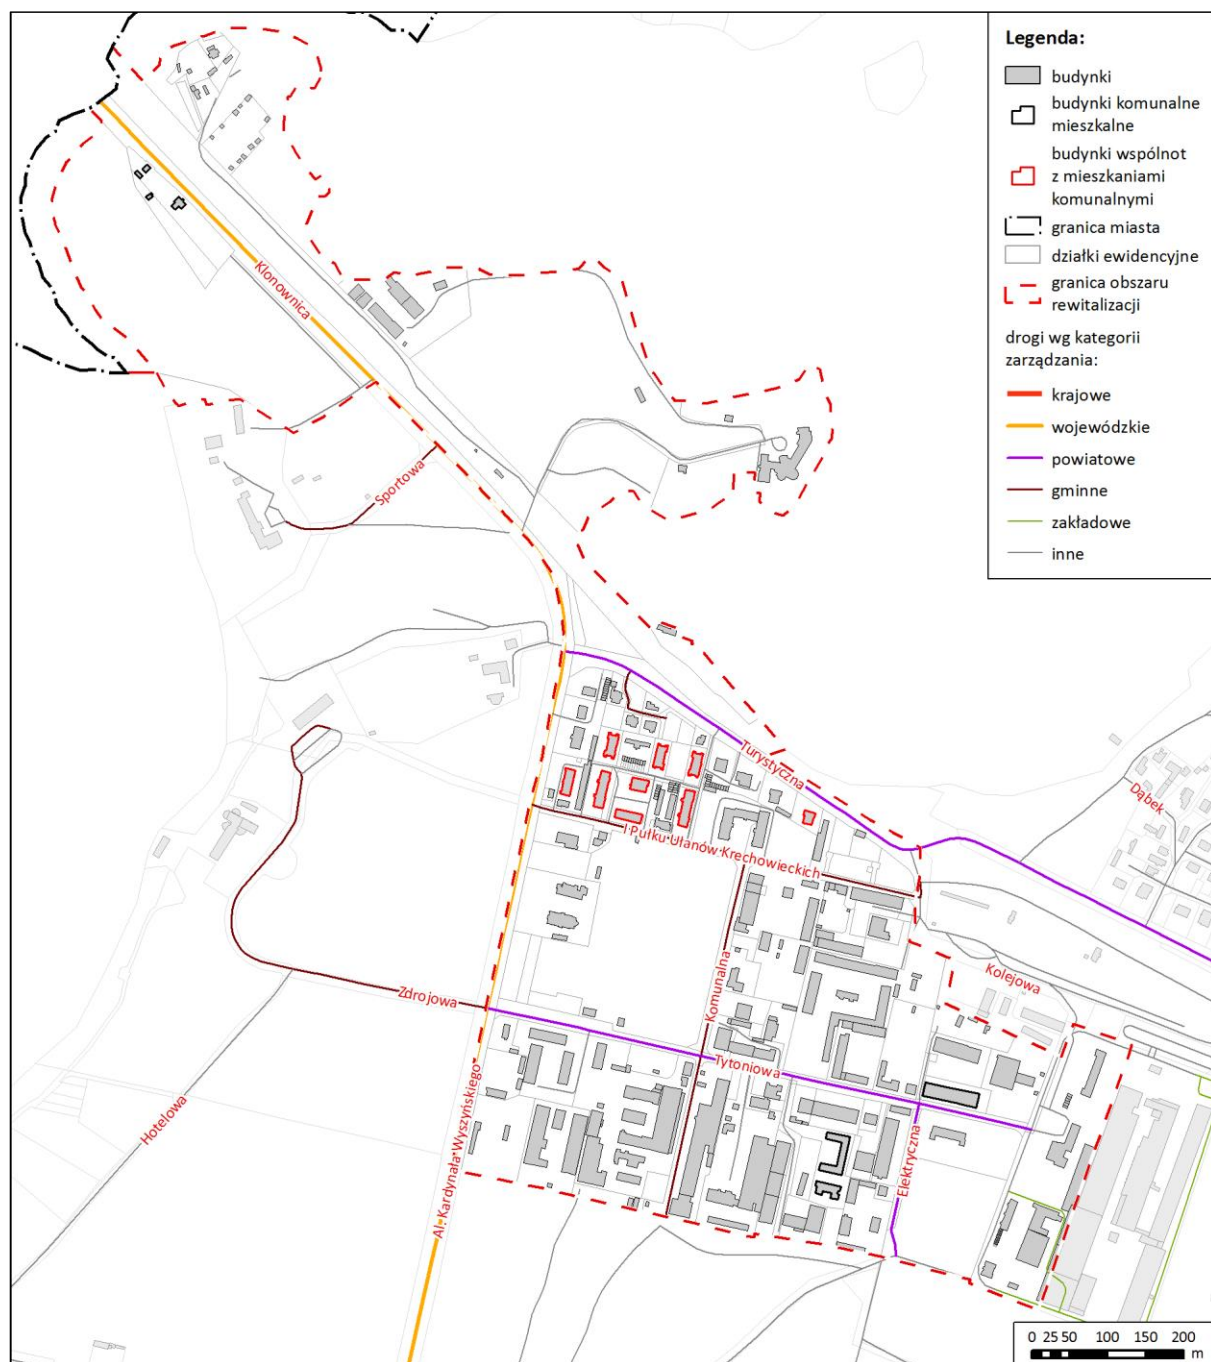 Legenda:
budynki
budynki komunalne
mieszkalne
budynki wspólnot
z mieszkaniami
komunalnymi
granica miasta
działki ewidencyjne
granica obszaru
rewitalizacji
drogi wg kategorii
zarządzania:
krajowe
wojewódzkie
powiatowe
gminne
zakładowe
inne
Klonownica
Sportowa
Turystyczna
Dąbek
I Pułku Ułanów Krechowieckich
Komunalna
Kolejowa
Zdrojowa
Tytoniowa
Hotelowa
Al. Kardynała Wyszyńskiego
Elektryczna
0 25 50 100 150 200
m